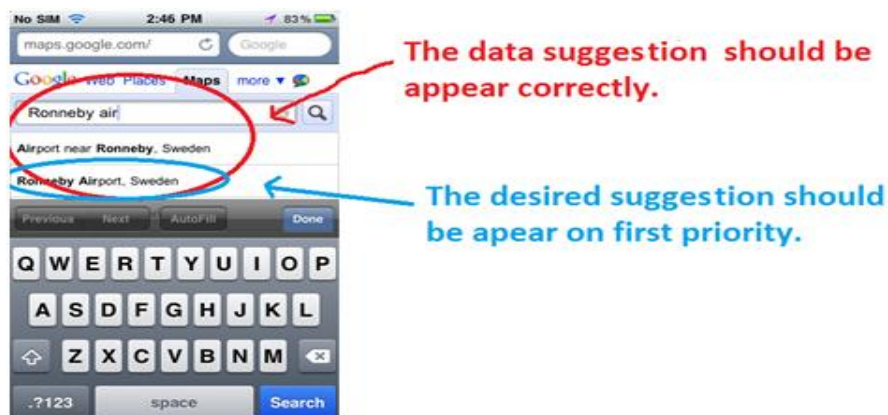 No SIM 2:46 PM 83%
maps.google.com/ Google
Google Web Places Maps more ▼
Ronneby air
Airport near Ronneby, Sweden
Ronneby Airport, Sweden
Previous Next AutoFill Done
Q W E R T Y U I O P
A S D F G H J K L
Z X C V B N M
.?123 space Search
The data suggestion should be
appear correctly.
The desired suggestion should
be apear on first priority.